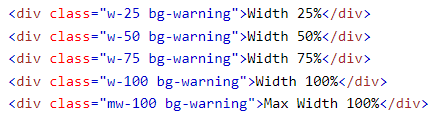 <div class="w-25 bg-warning">Width 25%</div>
<div class="w-50 bg-warning">Width 50%</div>
<div class="w-75 bg-warning">Width 75%</div>
<div class="w-100 bg-warning">Width 100%</div>
<div class="mw-100 bg-warning">Max Width 100%</div>